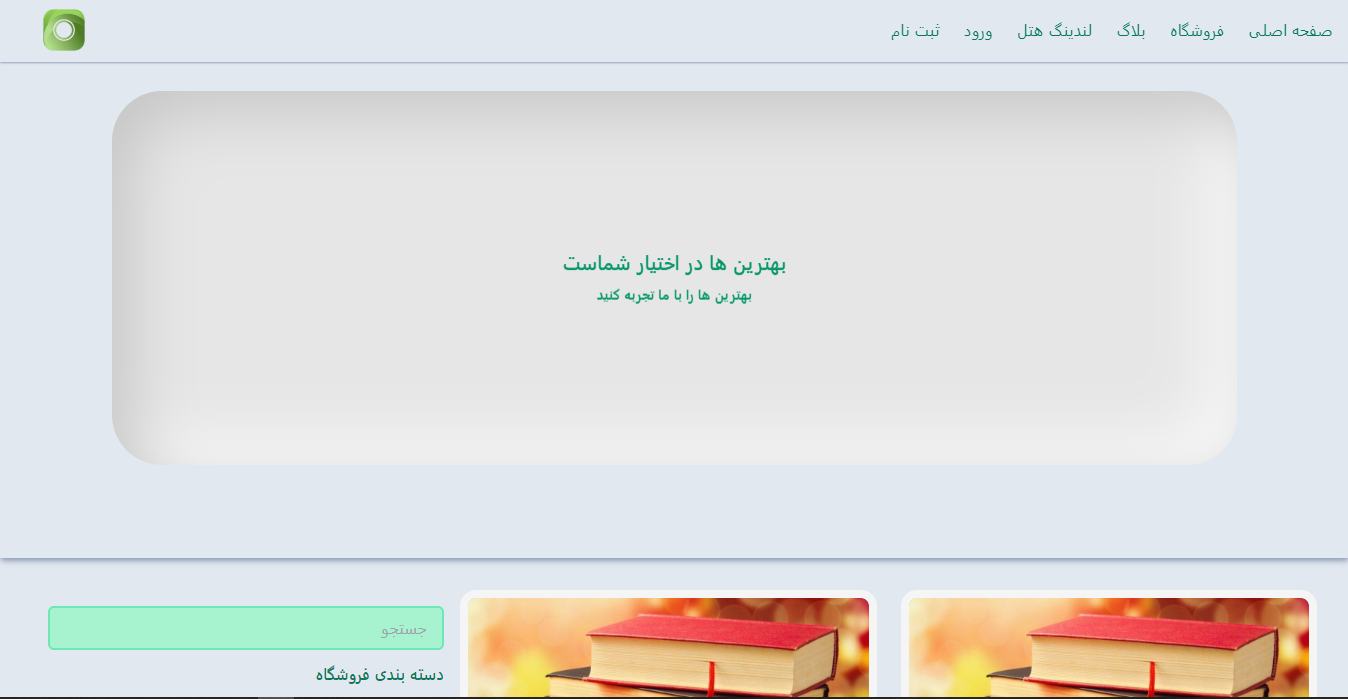 صفحه اصلی فروشگاه بلاگ لندینگ هتل ورود ثبت نام
بهترین ها در اختیار شماست
بهترین ها را با ما تجربه کنید
جستجو
دسته بندی فروشگاه